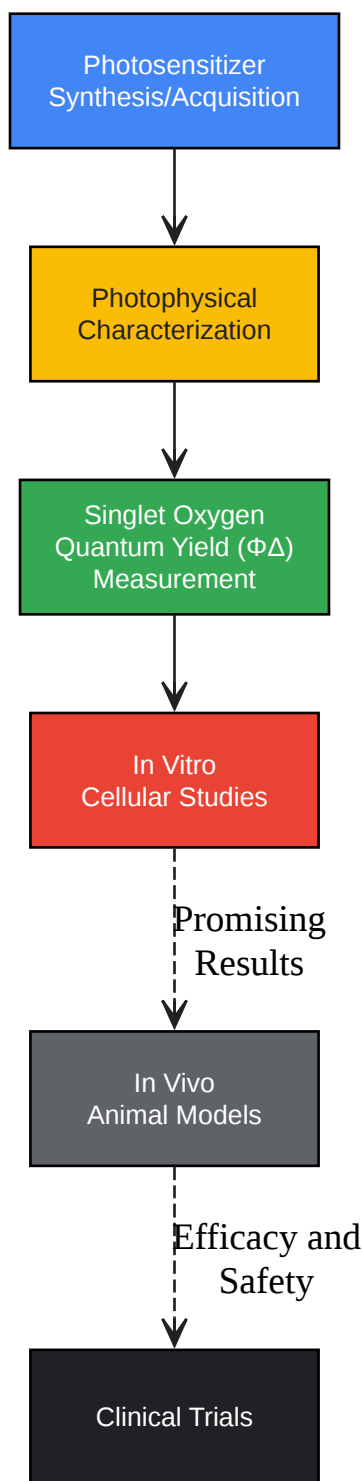 Photosensitizer
Synthesis/Acquisition
Photophysical
Characterization
Singlet Oxygen
Quantum Yield (ΦΔ)
Measurement
In Vitro
Cellular Studies
Promising
Results
In Vivo
Animal Models
Efficacy and
Safety
Clinical Trials